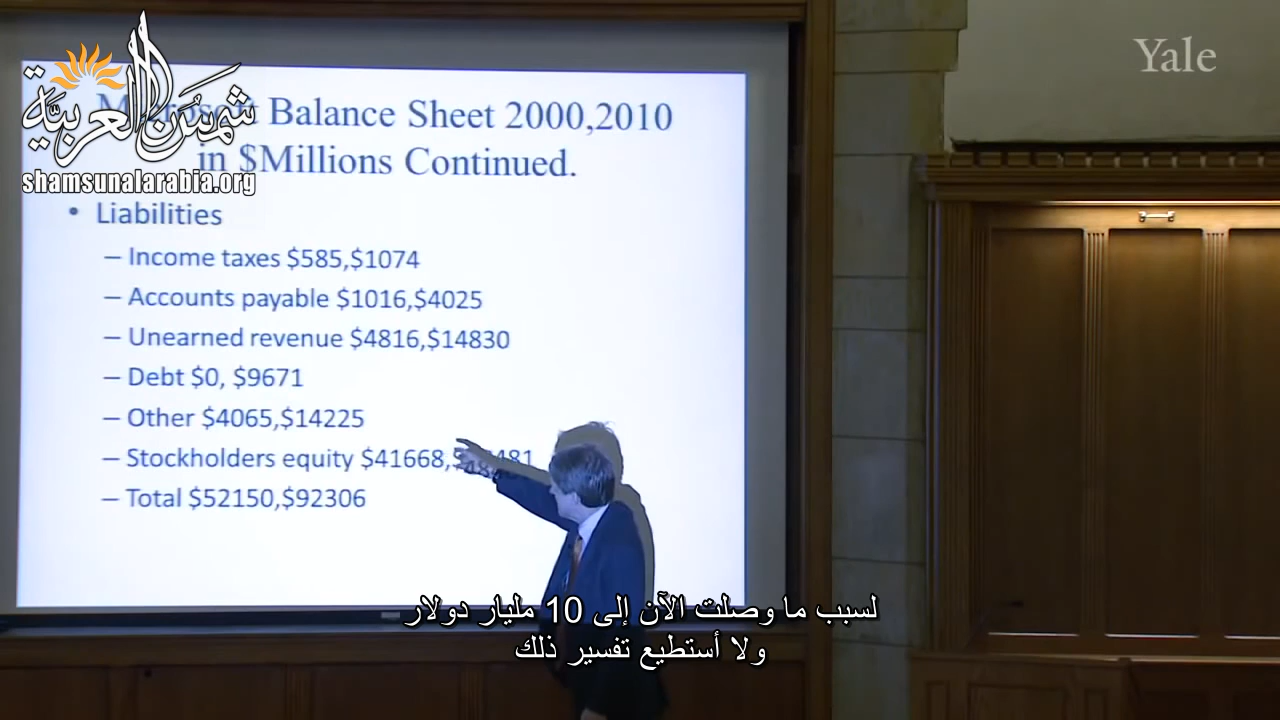 Yale
شمس العربية
shamsunalarabia.org
Balance Sheet 2000,2010
in $Millions Continued.
• Liabilities
– Income taxes $585,$1074
– Accounts payable $1016,$4025
– Unearned revenue $4816,$14830
– Debt $0, $9671
– Other $4065,$14225
– Stockholders equity $41668,
– Total $52150,$92306
لسبب ما وصلت الآن إلى 10 مليار دولار
ولا أستطيع تفسير ذلك